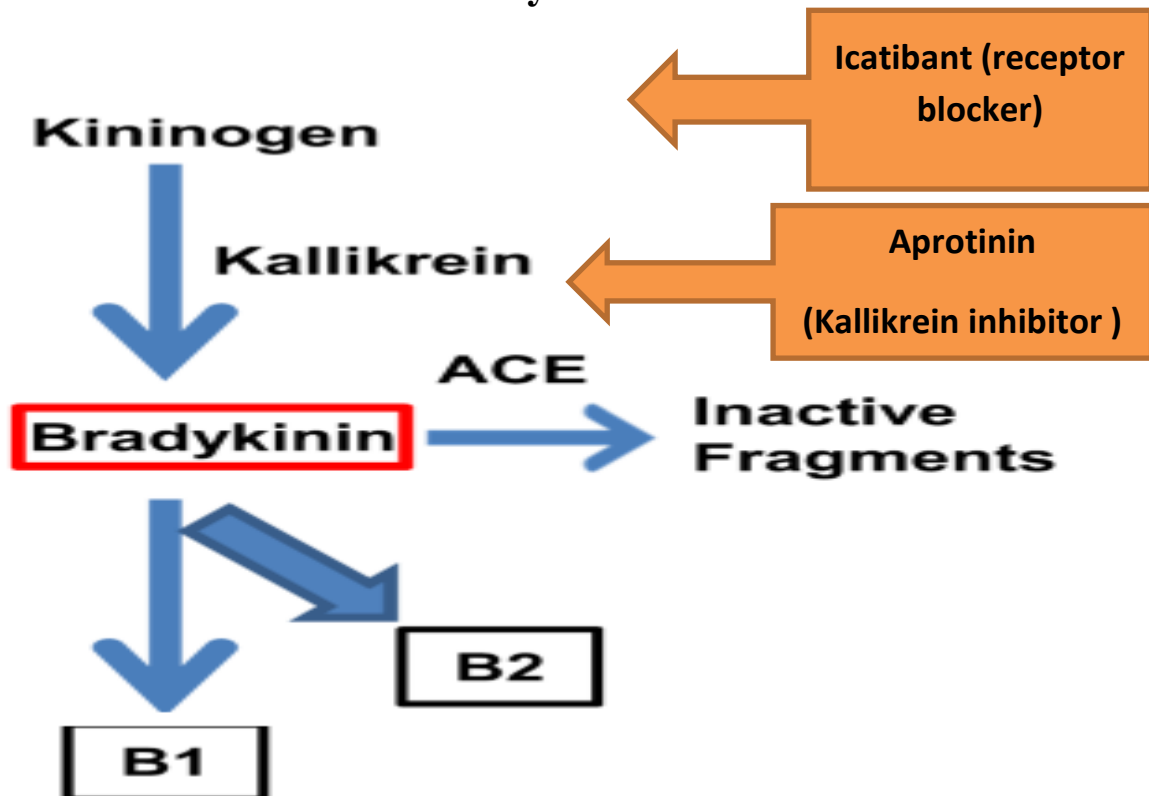 Icatibant (receptor
blocker)
Kininogen
Kallikrein
Aprotinin
(Kallikrein inhibitor )
ACE
Bradykinin
Inactive
Fragments
B2
B1